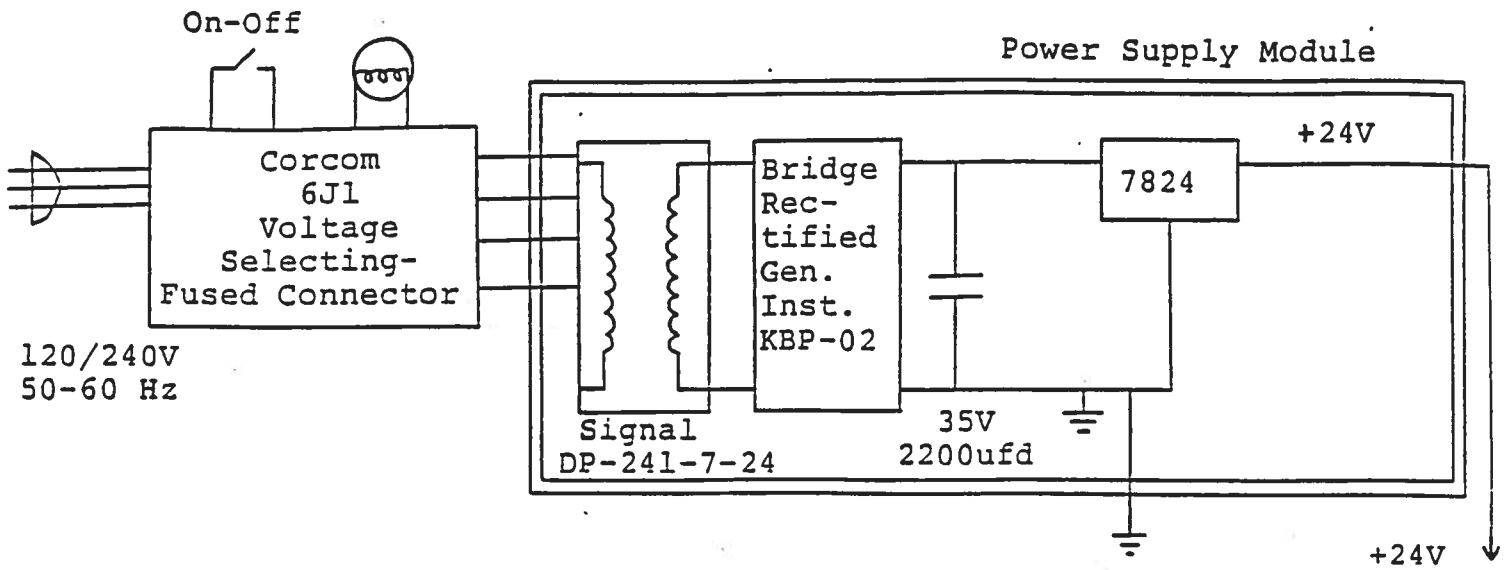 On-Off
Power Supply Module
Corcom
6J1
Voltage
Selecting-
Fused Connector
120/240V
50-60 Hz
Signal
DP-241-7-24
Bridge
Rec-
tified
Gen.
Inst.
KBP-02
35V
2200ufd
7824
+24V
+24V